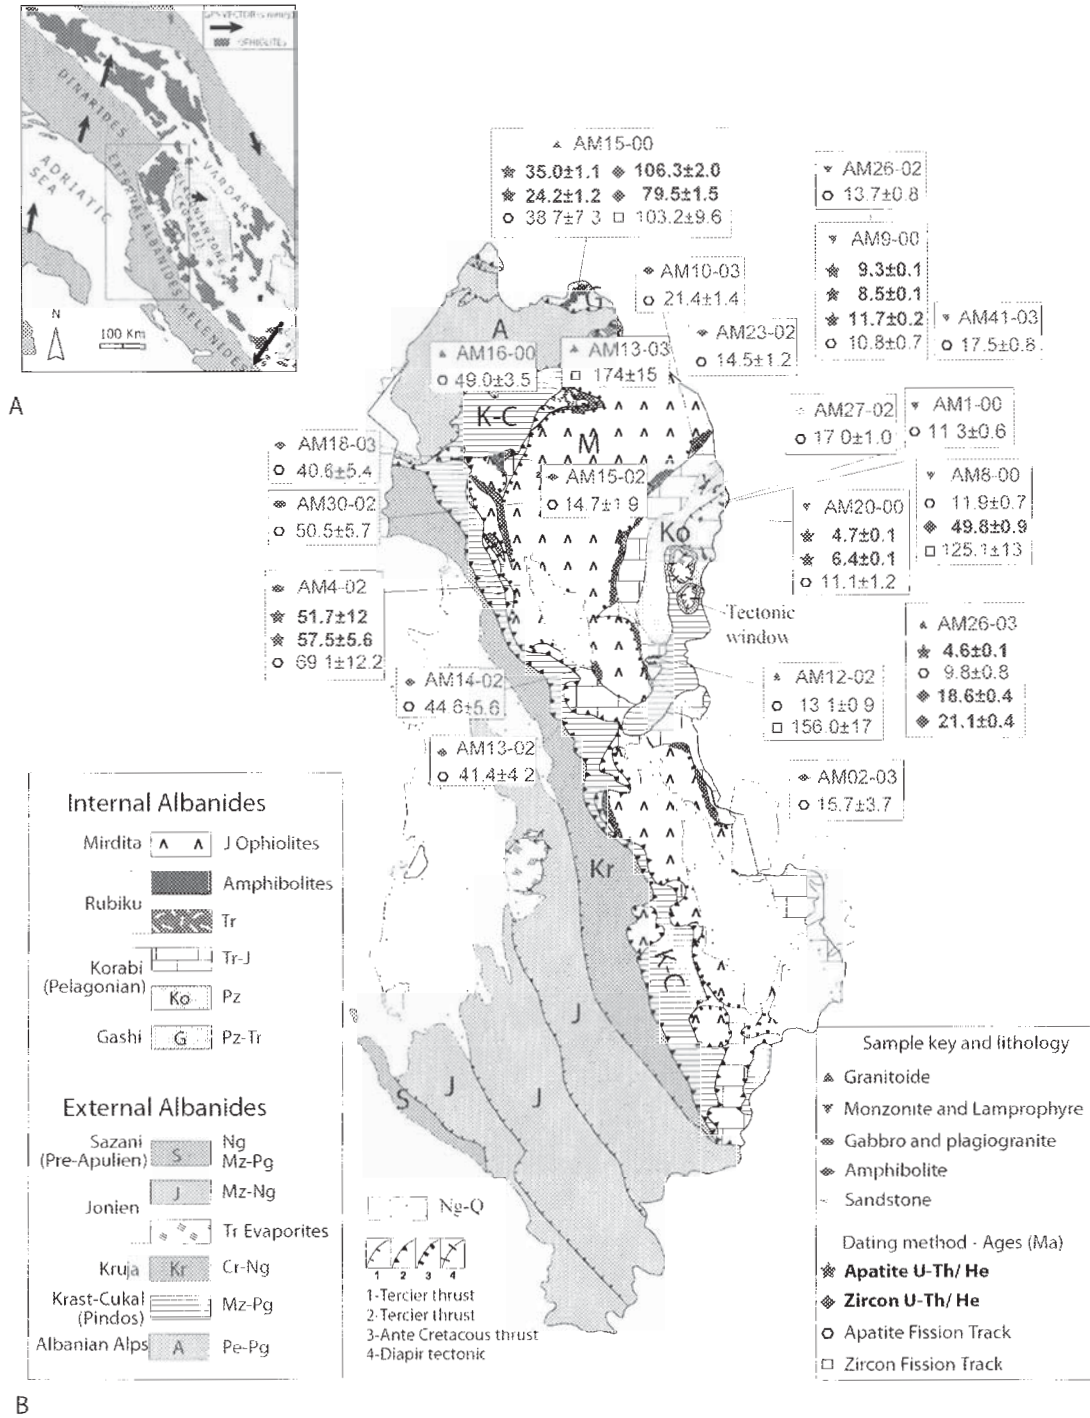 OPHIOLITES
DINARIDES
ADRIATIC
SEA
VARDAR
EXTERNAL ALBANIDES
HELENIDES
N
100 Km
A
AM15-00
35.0±1.1 106.3±2.0
24.2±1.2 79.5±1.5
38 7±7 3 103.2±9.6
AM26-02
13.7±0.8
AM9-00
9.3±0.1
8.5±0.1
11.7±0.2
10.8±0.7
AM10-03
21.4±1.4
AM23-02
14.5±1.2
AM41-03
17.5±0.8
G
A
AM16-00
49.0±3.5
AM13-03
174±15
K-C
M
AM27-02
17 0±1.0
AM1-00
11 3±0.6
AM18-03
40.6±5.4
AM30-02
50.5±5.7
AM15-02
14.7±1 9
AM8-00
11.9±0.7
49.8±0.9
125.1±13
AM20-00
4.7±0.1
6.4±0.1
11.1±1.2
Ko
AM4-02
51.7±12
57.5±5.6
69 1±12.2
Tectonic
window
AM26-03
4.6±0.1
9.8±0.8
18.6±0.4
21.1±0.4
AM14-02
44.6±5.6
AM12-02
13 1±0 9
156.0±17
AM13-02
41.4±4 2
AM02-03
15.7±3.7
Kr
K-C
J
J
J
S
Internal Albanides
Mirdita J Ophiolites
Amphibolites
Rubiku
Tr
Tr-J
Korabi
(Pelagonian)
Ko Pz
Gashi G Pz-Tr
External Albanides
Sazani
(Pre-Apulien)
S
Ng
Mz-Pg
Jonien
J Mz-Ng
Tr Evaporites
Kruja Kr Cr-Ng
Krast-Cukal
(Pindos)
Mz-Pg
Albanian Alps A Pe-Pg
Ng-Q
1 2 3 4
1-Tercier thrust
2-Tercier thrust
3-Ante Cretacous thrust
4-Diapir tectonic
Sample key and lithology
Granitoide
Monzonite and Lamprophyre
Gabbro and plagiogranite
Amphibolite
Sandstone
Dating method - Ages (Ma)
Apatite U-Th/ He
Zircon U-Th/ He
Apatite Fission Track
Zircon Fission Track
B